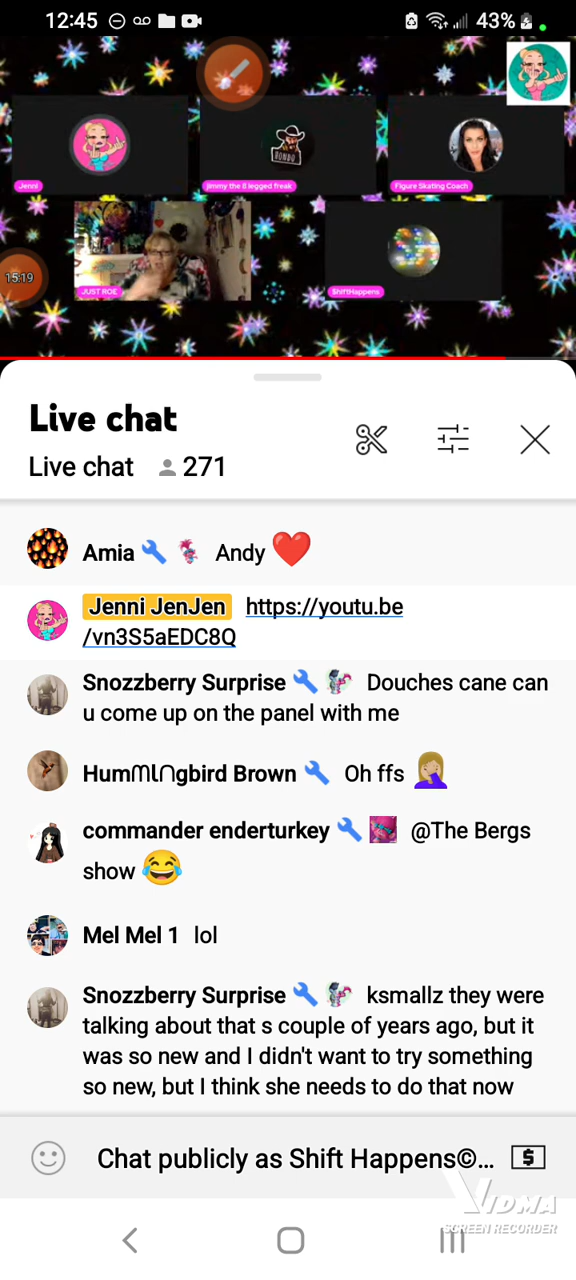 12:45
43%
BONDO
Jenni
jimmy the 8 legged freak
Figure Skating Coach
15:19
JUST ROE
ShiftHappens
Live chat
Live chat 271
Amia Andy
Jenni JenJen https://youtu.be
/vn3S5aEDC8Q
Snozzberry Surprise Douches cane can
u come up on the panel with me
Humᗰᒪᑎgbird Brown Oh ffs
commander enderturkey @The Bergs
show
Mel Mel 1 lol
Snozzberry Surprise ksmallz they were
talking about that s couple of years ago, but it
was so new and I didn't want to try something
so new, but I think she needs to do that now
Chat publicly as Shift Happens©... $
VIDMA
SCREEN RECORDER